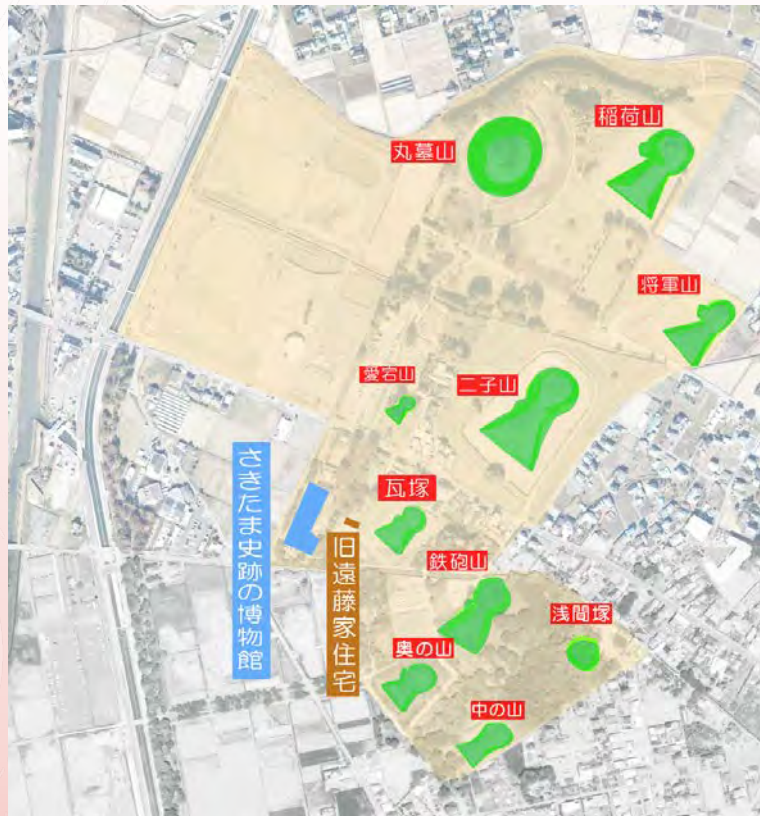 稲荷山
丸墓山
将軍山
愛宕山
二子山
瓦塚
さきたま史跡の博物館
旧遠藤家住宅
鉄砲山
浅間塚
奥の山
中の山